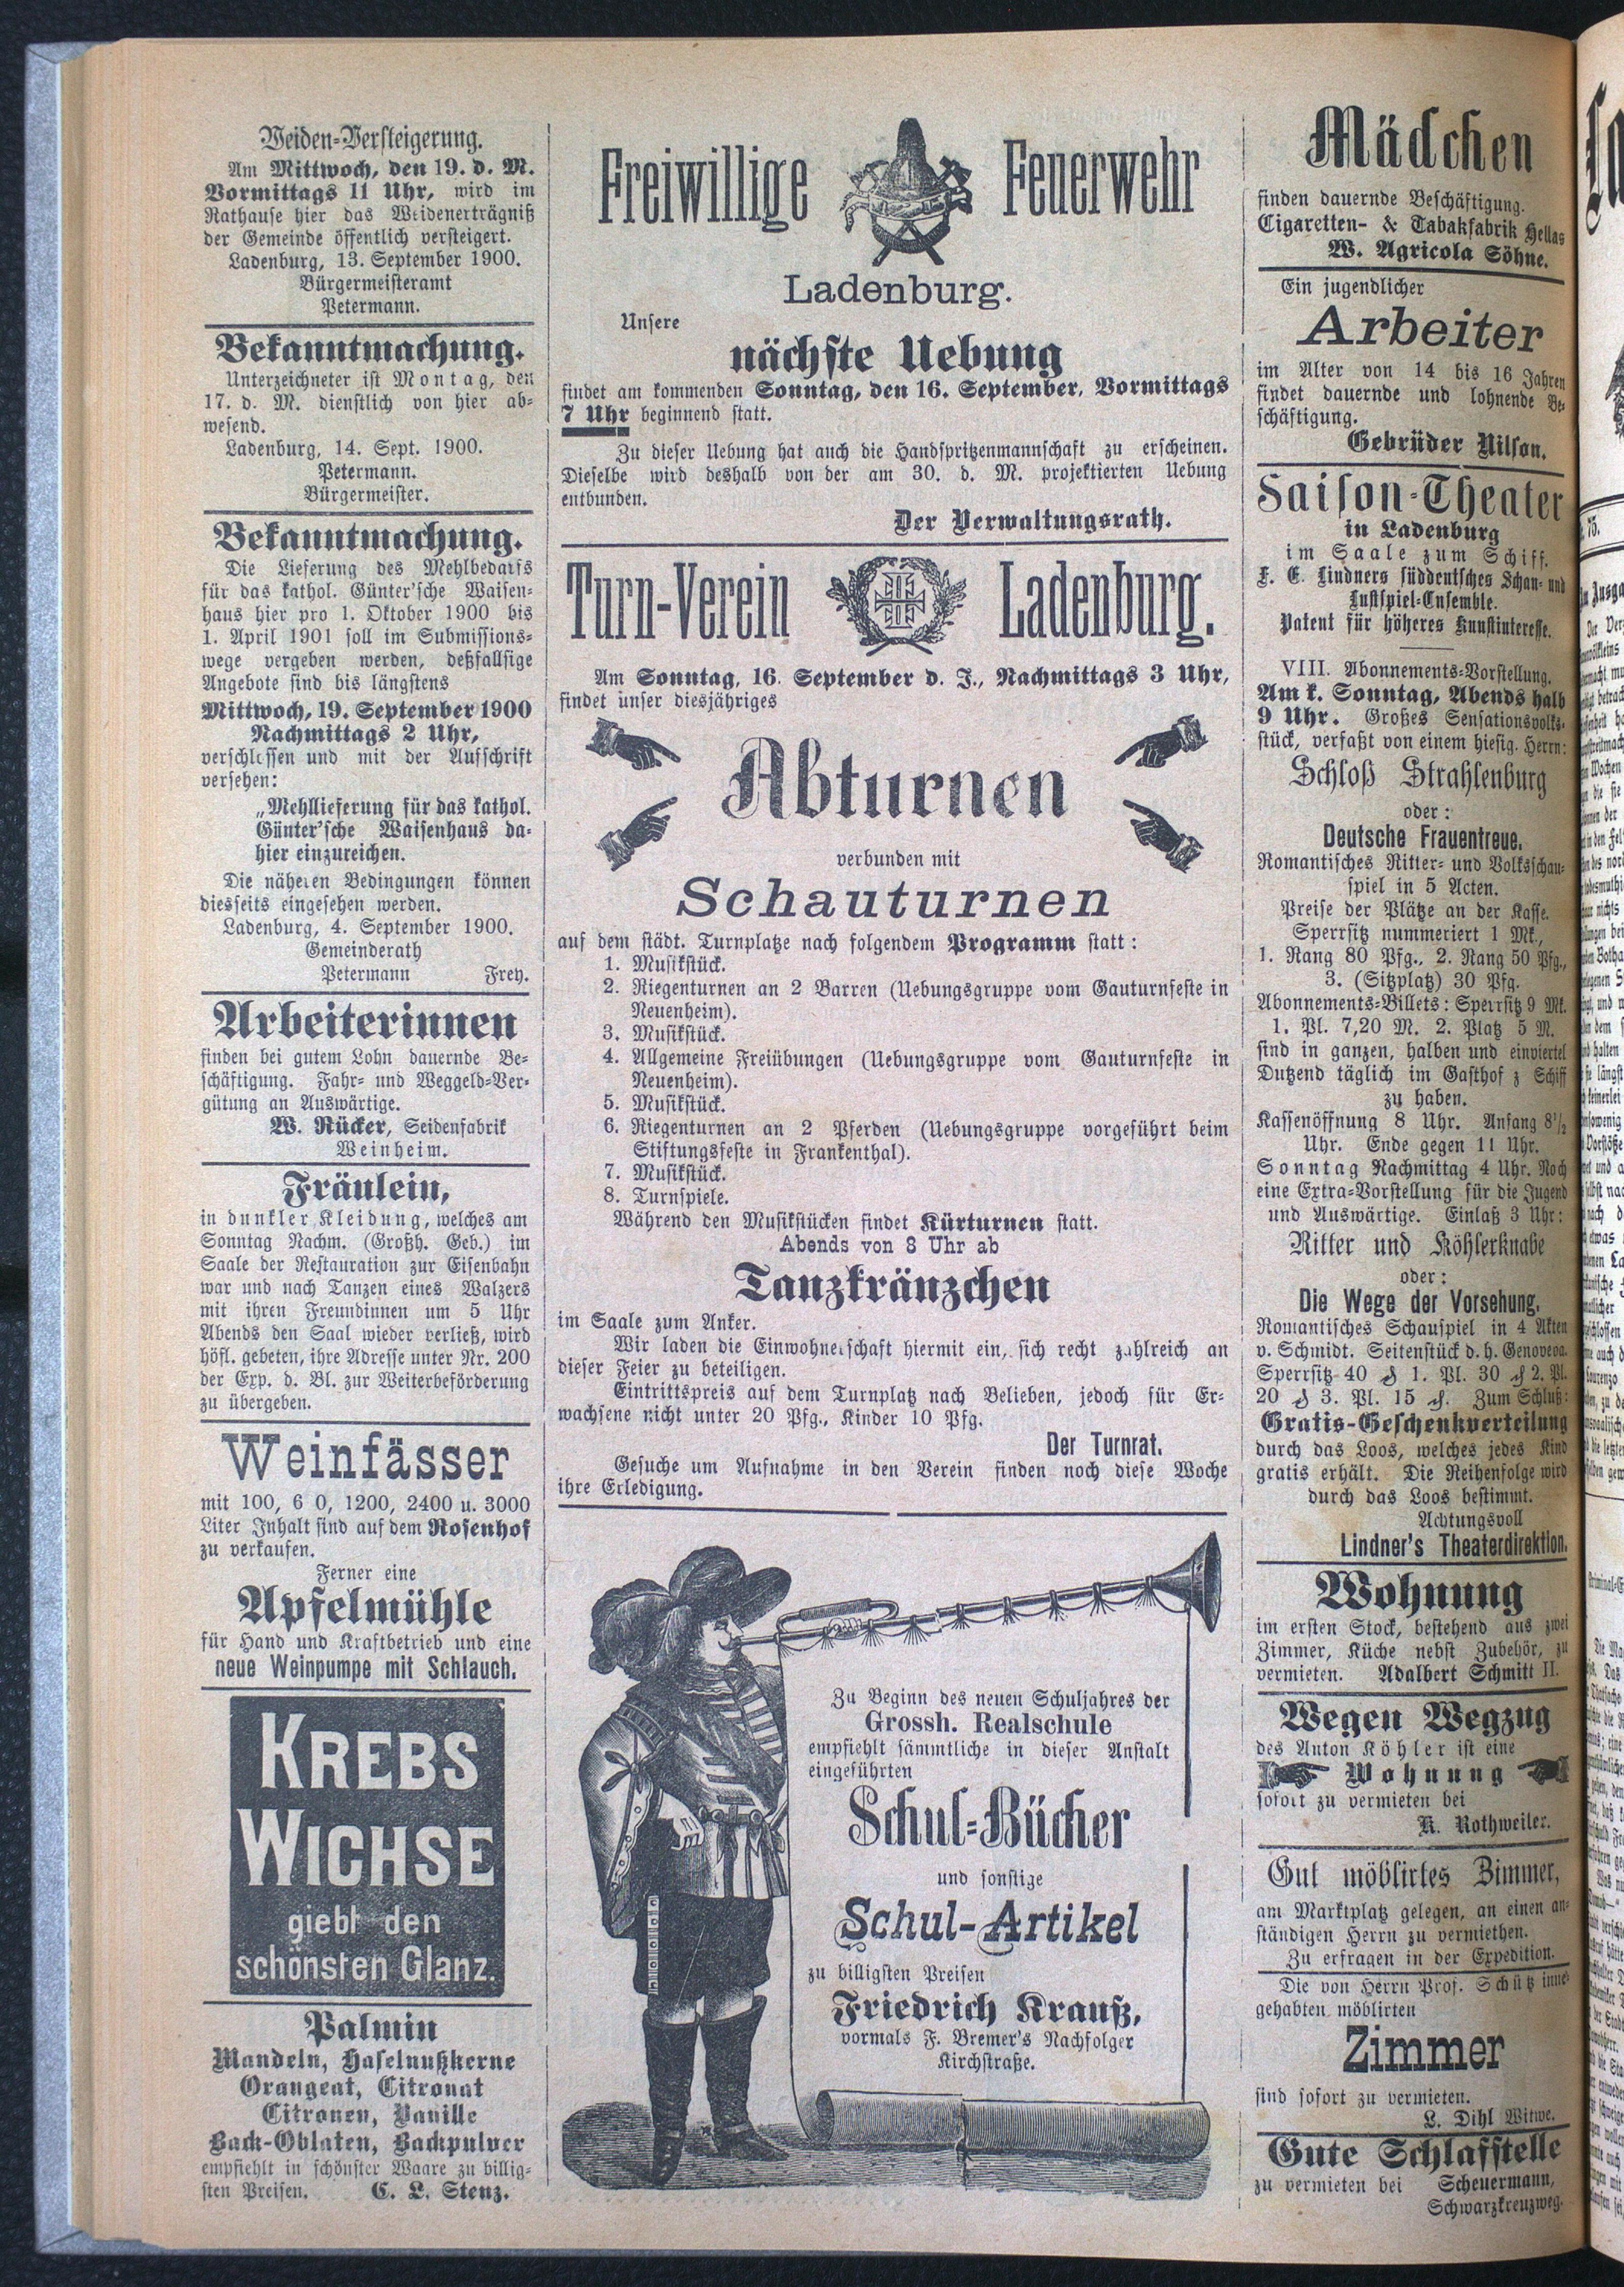 Weiden-Versteigerung.
Am Mittwoch, den 19. d. M.
Vormittags 11 Uhr, wird im
Rathause hier das Weidenerträgniß
der Gemeinde öffentlich versteigert.
Ladenburg, 13. September 1900.
Bürgermeisteramt
Petermann.
Bekanntmachung.
Unterzeichneter ist Montag, den
17. d. M. dienstlich von hier ab-
wesend.
Ladenburg, 14. Sept. 1900.
Petermann.
Bürgermeister.
Bekanntmachung.
Die Lieferung des Mehlbedarfs
für das kathol. Günter'sche Waisen-
haus hier pro 1. Oktober 1900 bis
1. April 1901 soll im Submissions-
wege vergeben werden, deßfallsige
Angebote sind bis längstens
Mittwoch, 19. September 1900
Nachmittags 2 Uhr,
verschlossen und mit der Aufschrift
versehen:
„Mehllieferung für das kathol.
Günter'sche Waisenhaus da-
hier einzureichen.
Die näheren Bedingungen können
diesseits eingesehen werden.
Ladenburg, 4. September 1900.
Gemeinderath
Petermann Frey.
Arbeiterinnen
finden bei gutem Lohn dauernde Be-
schäftigung. Fahr- und Weggeld-Ver-
gütung an Auswärtige.
W. Rücker, Seidenfabrik
Weinheim.
Fräulein,
in dunkler Kleidung, welches am
Sonntag Nachm. (Großh. Geb.) im
Saale der Restauration zur Eisenbahn
war und nach Tanzen eines Walzers
mit ihren Freundinnen um 5 Uhr
Abends den Saal wieder verließ, wird
höfl. gebeten, ihre Adresse unter Nr. 200
der Exp. d. Bl. zur Weiterbeförderung
zu übergeben.
Weinfässer
mit 100, 6 0, 1200, 2400 u. 3000
Liter Inhalt sind auf dem Rosenhof
zu verkaufen.
Ferner eine
Apfelmühle
für Hand und Kraftbetrieb und eine
neue Weinpumpe mit Schlauch.
KREBS
WICHSE
giebt den
schönsten Glanz.
Palmin
Mandeln, Haselnußkerne
Orangeat, Citronat
Citronen, Vanille
Back-Oblaten, Backpulver
empfiehlt in schönster Waare zu billig-
sten Preisen. C. L. Stenz.
Freiwillige Feuerwehr
Ladenburg.
Unsere
nächste Uebung
findet am kommenden Sonntag, den 16. September, Vormittags
7 Uhr beginnend statt.
Zu dieser Uebung hat auch die Handspritzenmannschaft zu erscheinen.
Dieselbe wird deshalb von der am 30. d. M. projektierten Uebung
entbunden.
Der Verwaltungsrath.
Turn-Verein Ladenburg.
Am Sonntag, 16. September d. J., Nachmittags 3 Uhr,
findet unser diesjähriges
Abturnen
verbunden mit
Schauturnen
auf dem städt. Turnplatze nach folgendem Programm statt:
1. Musikstück.
2. Riegenturnen an 2 Barren (Uebungsgruppe vom Gauturnfeste in
Neuenheim).
3. Musikstück.
4. Allgemeine Freiübungen (Uebungsgruppe vom Gauturnfeste in
Neuenheim).
5. Musikstück.
6. Riegenturnen an 2 Pferden (Uebungsgruppe vorgeführt beim
Stiftungsfeste in Frankenthal).
7. Musikstück.
8. Turnspiele.
Während den Musikstücken findet Kürturnen statt.
Abends von 8 Uhr ab
Tanzkränzchen
im Saale zum Anker.
Wir laden die Einwohnerschaft hiermit ein, sich recht zahlreich an
dieser Feier zu beteiligen.
Eintrittspreis auf dem Turnplatz nach Belieben, jedoch für Er-
wachsene nicht unter 20 Pfg., Kinder 10 Pfg.
Der Turnrat.
Gesuche um Aufnahme in den Verein finden noch diese Woche
ihre Erledigung.
Zu Beginn des neuen Schuljahres der
Grossh. Realschule
empfiehlt sämmtliche in dieser Anstalt
eingeführten
Schul-Bücher
und sonstige
Schul-Artikel
zu billigsten Preisen
Friedrich Krauß,
vormals F. Bremer's Nachfolger
Kirchstraße.
Mädchen
finden dauernde Beschäftigung.
Cigaretten- & Tabakfabrik Hellas
W. Agricola Söhne.
Ein jugendlicher
Arbeiter
im Alter von 14 bis 16 Jahren
findet dauernde und lohnende Be-
schäftigung.
Gebrüder Nilson.
Saison-Theater
in Ladenburg
im Saale zum Schiff.
F. E. Lindners süddeutsches Schau- und
Lustspiel-Ensemble.
Patent für höheres Kunstinteresse.
VIII. Abonnements-Vorstellung.
Am k. Sonntag, Abends halb
9 Uhr. Großes Sensationsvolks-
stück, verfaßt von einem hiesig. Herrn:
Schloß Strahlenburg
oder:
Deutsche Frauentreue.
Romantisches Ritter- und Volksschau-
spiel in 5 Acten.
Preise der Plätze an der Kasse.
Sperrsitz nummeriert 1 Mk.,
1. Rang 80 Pfg., 2. Rang 50 Pfg.,
3. (Sitzplatz) 30 Pfg.
Abonnements-Billets: Sperrsitz 9 Mk.
1. Pl. 7,20 M. 2. Platz 5 M.
sind in ganzen, halben und einviertel
Dutzend täglich im Gasthof z Schiff
zu haben.
Kassenöffnung 8 Uhr. Anfang 8½
Uhr. Ende gegen 11 Uhr.
Sonntag Nachmittag 4 Uhr. Noch
eine Extra-Vorstellung für die Jugend
und Auswärtige. Einlaß 3 Uhr:
Ritter und Köhlerknabe
oder:
Die Wege der Vorsehung.
Romantisches Schauspiel in 4 Akten
v. Schmidt. Seitenstück d. h. Genoveva.
Sperrsitz 40 ₰ 1. Pl. 30 ₰ 2. Pl.
20 ₰ 3. Pl. 15 ₰. Zum Schluß:
Gratis-Geschenkverteilung
durch das Loos, welches jedes Kind
gratis erhält. Die Reihenfolge wird
durch das Loos bestimmt.
Achtungsvoll
Lindner's Theaterdirektion.
Wohnung
im ersten Stock, bestehend aus zwei
Zimmer, Küche nebst Zubehör, zu
vermieten. Adalbert Schmitt II.
Wegen Wegzug
des Anton Köhler ist eine
Wohnung
sofort zu vermieten bei
K. Rothweiler.
Gut möblirtes Zimmer,
am Marktplatz gelegen, an einen an-
ständigen Herrn zu vermiethen.
Zu erfragen in der Expedition.
Die von Herrn Prof. Schütz inne-
gehabten möblirten
Zimmer
sind sofort zu vermieten.
L. Dihl Witwe.
Gute Schlafstelle
zu vermieten bei Scheuermann,
Schwarzkreuzweg.